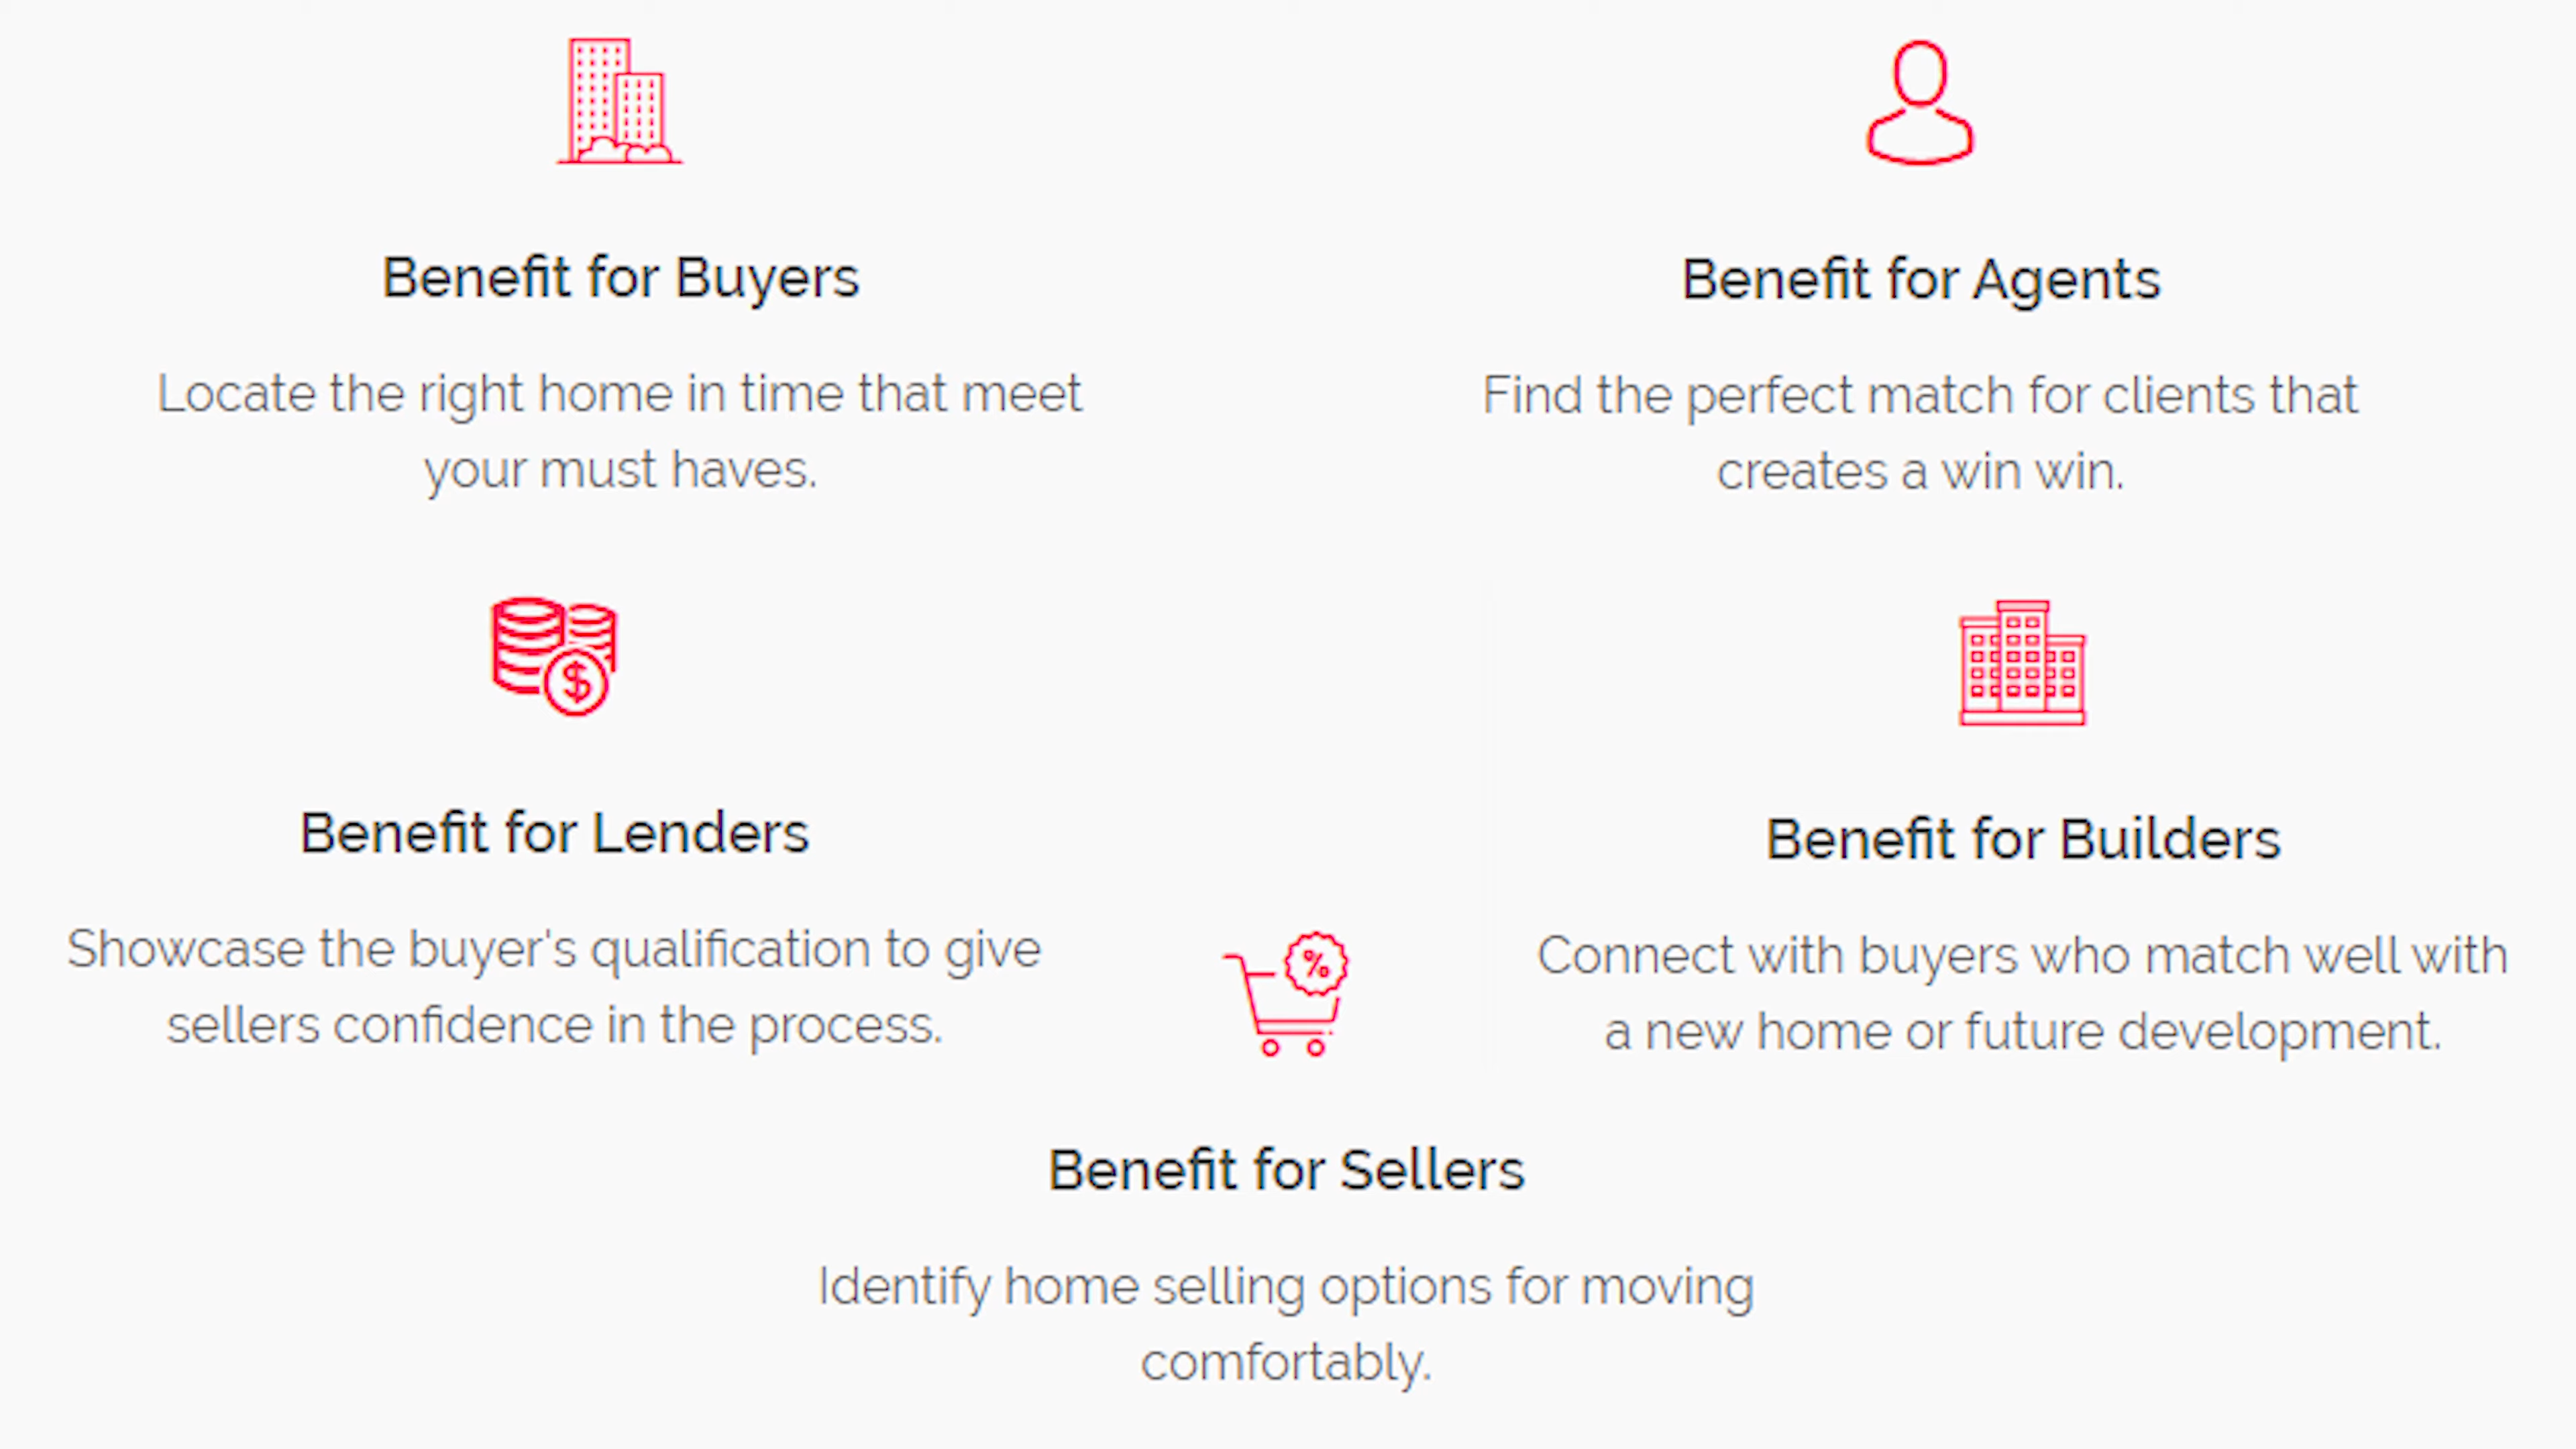 Benefit for Buyers
Locate the right home in time that meet
your must haves.
Benefit for Agents
Find the perfect match for clients that
creates a win win.
$
Benefit for Lenders
Showcase the buyer's qualification to give
sellers confidence in the process.
Benefit for Builders
Connect with buyers who match well with
a new home or future development.
%
Benefit for Sellers
Identify home selling options for moving
comfortably.